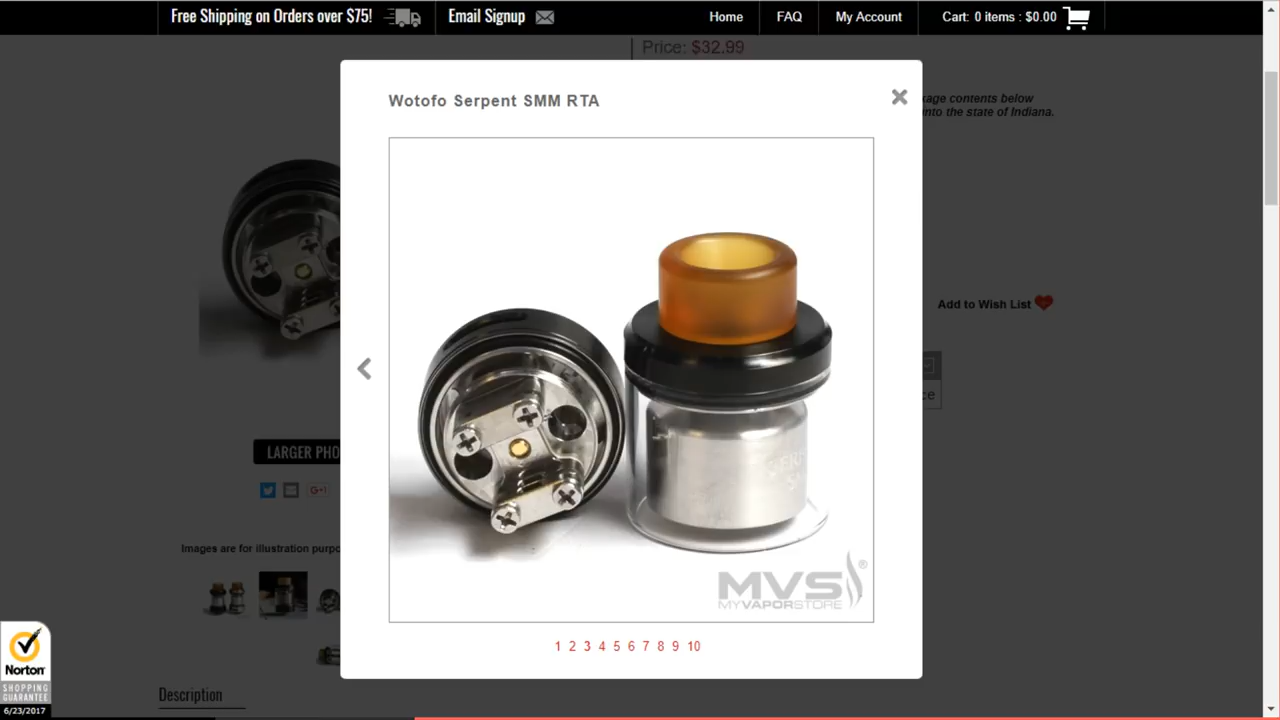 Free Shipping on Orders over $75! Email Signup Home FAQ My Account Cart: 0 items : $0.00
Price: $32.99
Wotofo Serpent SMM RTA
package contents below
into the state of Indiana.
Add to Wish List
LARGER PHO
Images are for illustration purpo
MVS®
MYVAPORSTORE
1 2 3 4 5 6 7 8 9 10
Norton
SHOPPING
GUARANTEE
6/23/2017
Description